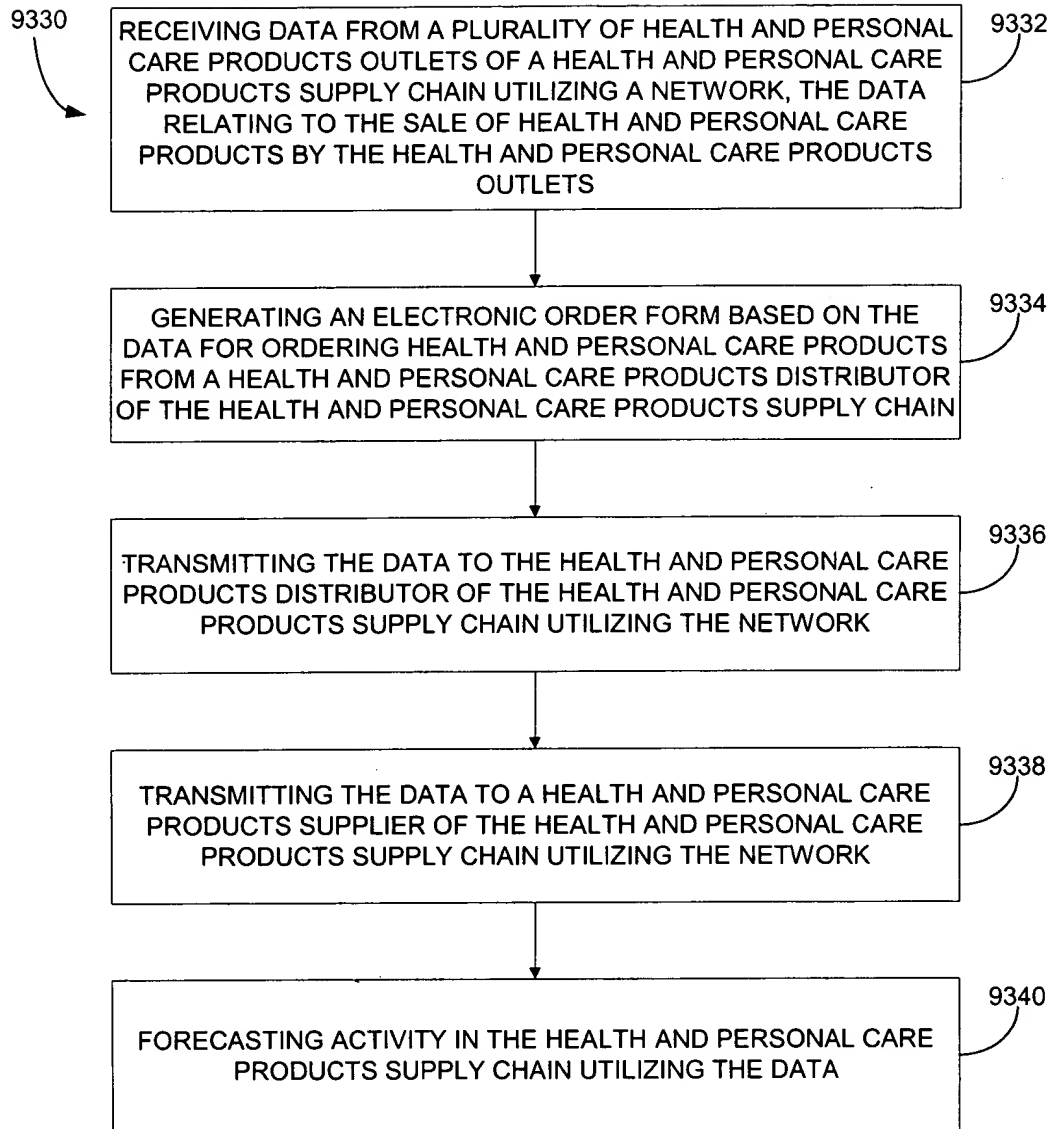 9330
RECEIVING DATA FROM A PLURALITY OF HEALTH AND PERSONAL
CARE PRODUCTS OUTLETS OF A HEALTH AND PERSONAL CARE
PRODUCTS SUPPLY CHAIN UTILIZING A NETWORK, THE DATA
RELATING TO THE SALE OF HEALTH AND PERSONAL CARE
PRODUCTS BY THE HEALTH AND PERSONAL CARE PRODUCTS
OUTLETS
9332
GENERATING AN ELECTRONIC ORDER FORM BASED ON THE
DATA FOR ORDERING HEALTH AND PERSONAL CARE PRODUCTS
FROM A HEALTH AND PERSONAL CARE PRODUCTS DISTRIBUTOR
OF THE HEALTH AND PERSONAL CARE PRODUCTS SUPPLY CHAIN
9334
TRANSMITTING THE DATA TO THE HEALTH AND PERSONAL CARE
PRODUCTS DISTRIBUTOR OF THE HEALTH AND PERSONAL CARE
PRODUCTS SUPPLY CHAIN UTILIZING THE NETWORK
9336
TRANSMITTING THE DATA TO A HEALTH AND PERSONAL CARE
PRODUCTS SUPPLIER OF THE HEALTH AND PERSONAL CARE
PRODUCTS SUPPLY CHAIN UTILIZING THE NETWORK
9338
FORECASTING ACTIVITY IN THE HEALTH AND PERSONAL CARE
PRODUCTS SUPPLY CHAIN UTILIZING THE DATA
9340